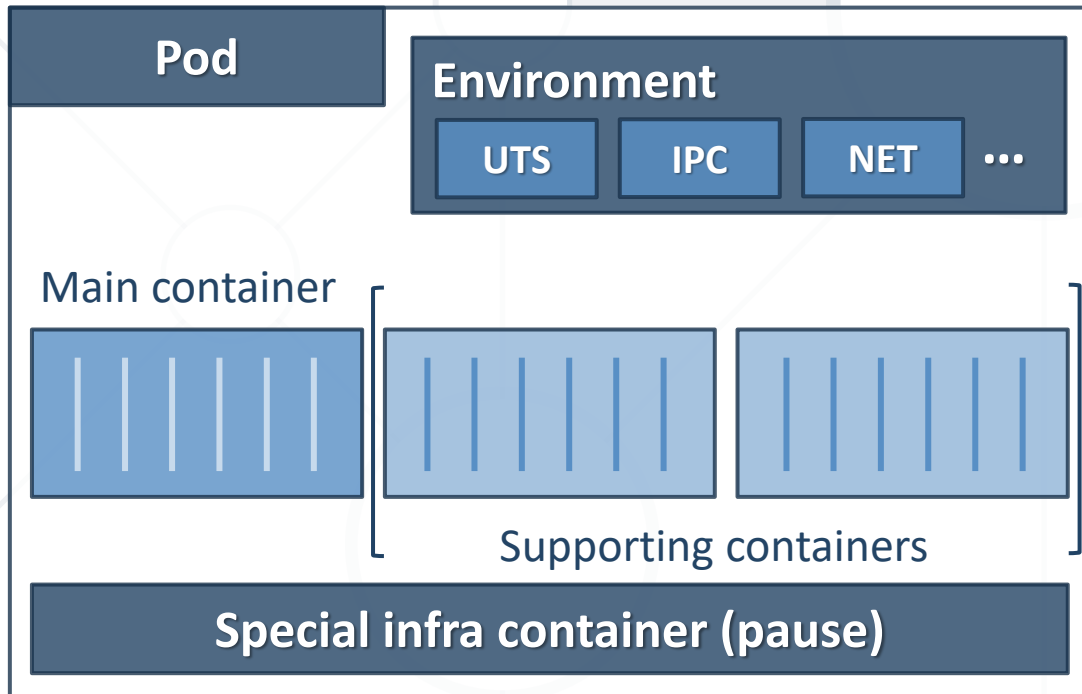 Pod
Environment
UTS IPC NET ...
Main container
Supporting containers
Special infra container (pause)